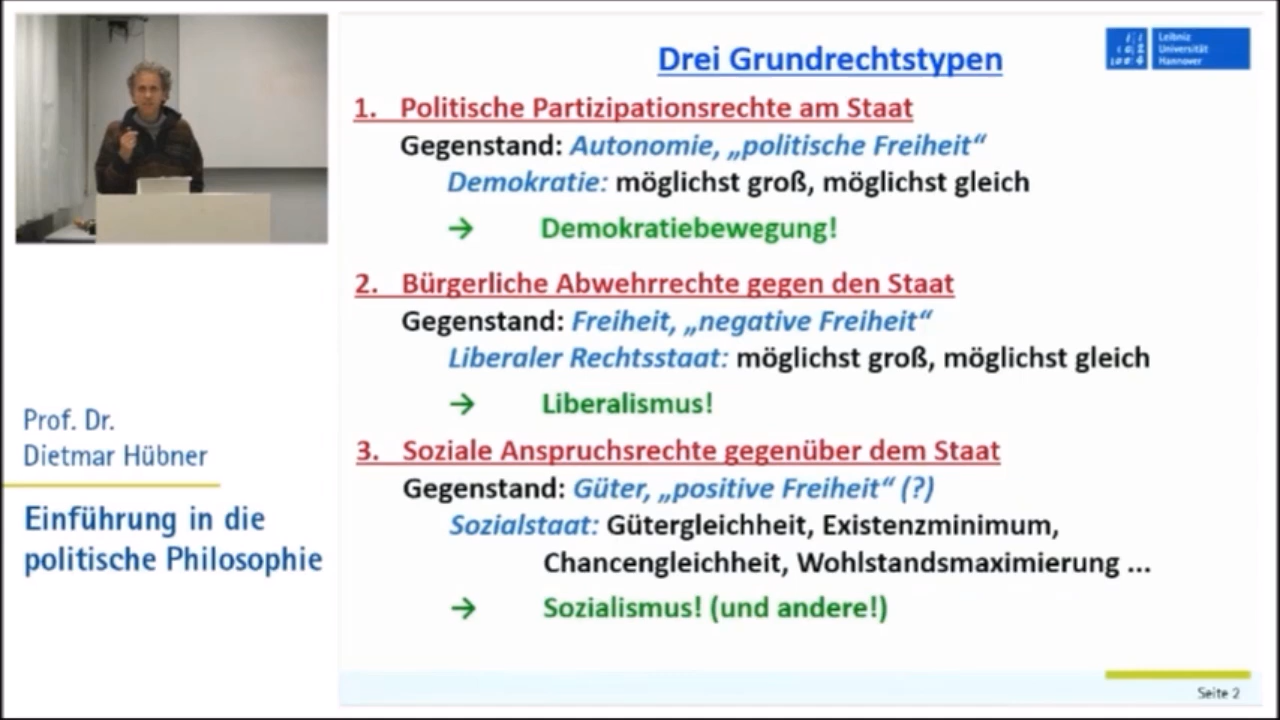 Drei Grundrechtstypen
Leibniz
Universität
Hannover
1. Politische Partizipationsrechte am Staat
Gegenstand: Autonomie, „politische Freiheit“
Demokratie: möglichst groß, möglichst gleich
→ Demokratiebewegung!
2. Bürgerliche Abwehrrechte gegen den Staat
Gegenstand: Freiheit, „negative Freiheit“
Liberaler Rechtsstaat: möglichst groß, möglichst gleich
→ Liberalismus!
3. Soziale Anspruchsrechte gegenüber dem Staat
Gegenstand: Güter, „positive Freiheit“ (?)
Sozialstaat: Gütergleichheit, Existenzminimum,
Chancengleichheit, Wohlstandsmaximierung ...
→ Sozialismus! (und andere!)
Prof. Dr.
Dietmar Hübner
Einführung in die
politische Philosophie
Seite 2